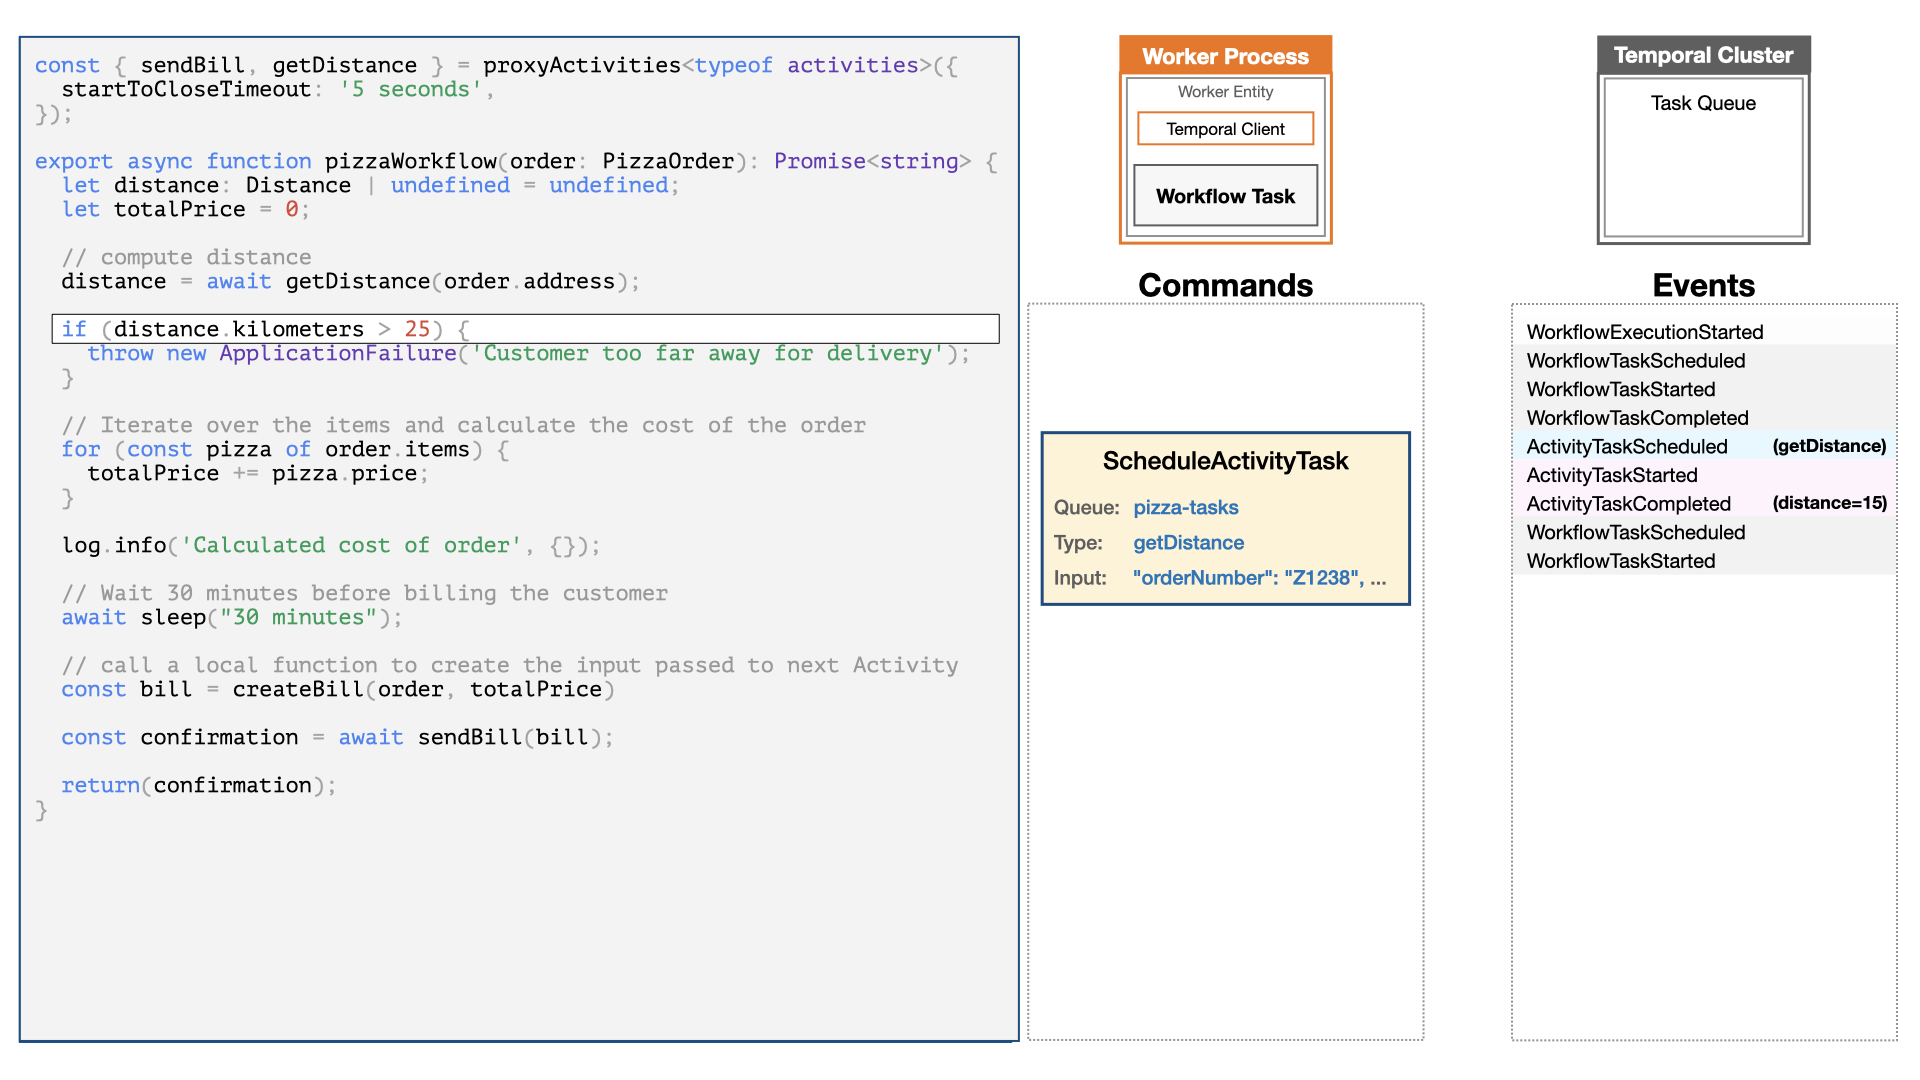 const { sendBill, getDistance } = proxyActivities<typeof activities>({
  startToCloseTimeout: '5 seconds',
});
export async function pizzaWorkflow(order: PizzaOrder): Promise<string> {
  let distance: Distance | undefined = undefined;
  let totalPrice = 0;
  // compute distance
  distance = await getDistance(order.address);
  if (distance.kilometers > 25) {
    throw new ApplicationFailure('Customer too far away for delivery');
  }
  // Iterate over the items and calculate the cost of the order
  for (const pizza of order.items) {
    totalPrice += pizza.price;
  }
  log.info('Calculated cost of order', {});
  // Wait 30 minutes before billing the customer
  await sleep("30 minutes");
  // call a local function to create the input passed to next Activity
  const bill = createBill(order, totalPrice)
  const confirmation = await sendBill(bill);
  return(confirmation);
}
Worker Process
Worker Entity
Temporal Client
Workflow Task
Commands
ScheduleActivityTask
Queue: pizza-tasks
Type: getDistance
Input: "orderNumber": "Z1238", ...
Temporal Cluster
Task Queue
Events
WorkflowExecutionStarted
WorkflowTaskScheduled
WorkflowTaskStarted
WorkflowTaskCompleted
ActivityTaskScheduled (getDistance)
ActivityTaskStarted
ActivityTaskCompleted (distance=15)
WorkflowTaskScheduled
WorkflowTaskStarted